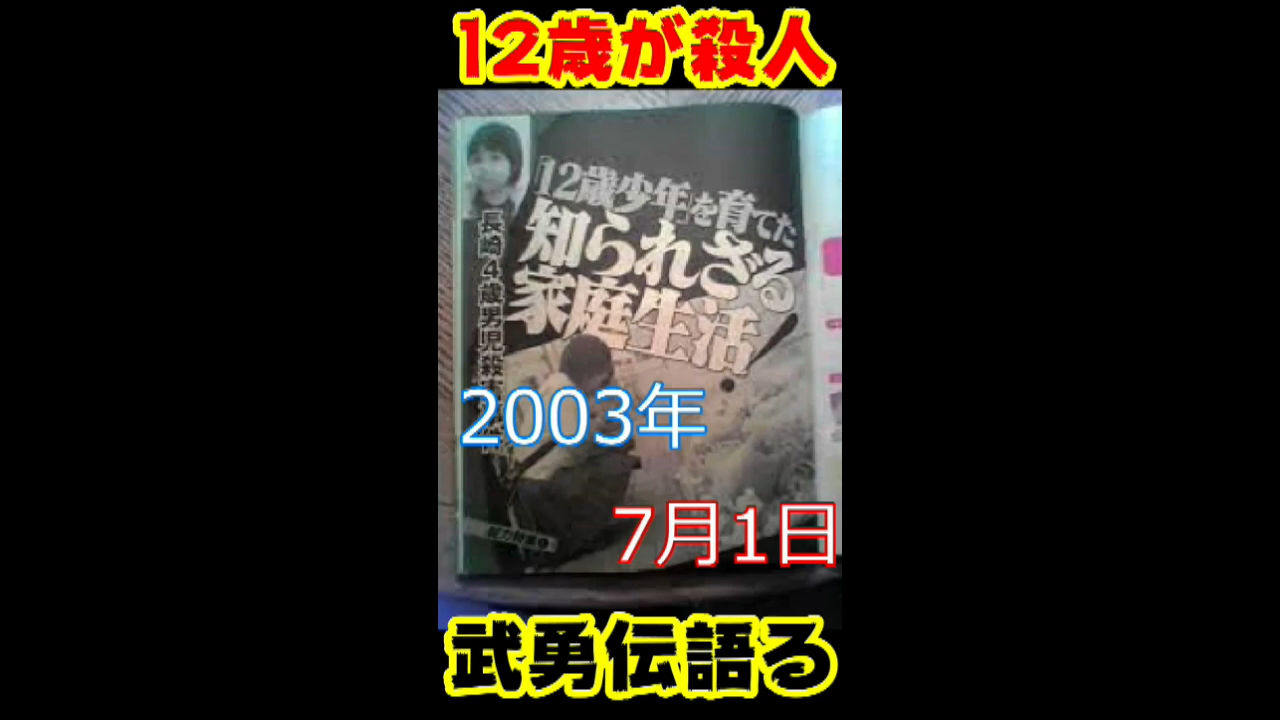 12歳が殺人
「12歳少年」を育てた
知られざる
家庭生活
長崎4歳男児殺
2003年
7月1日
武勇伝語る